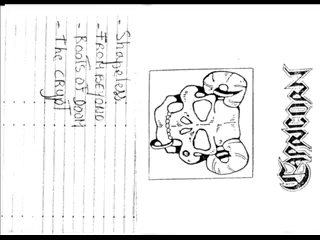 - Shapeless
- FROM BEYOND
- ROOTS OF DOOM
- The CRYPT